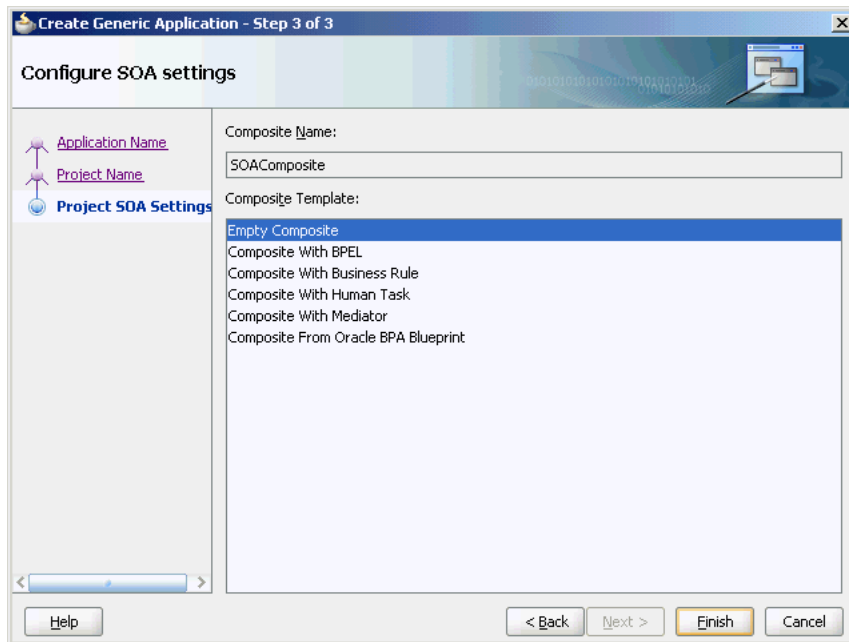 Create Generic Application - Step 3 of 3
Configure SOA settings
Application Name
Project Name
Project SOA Settings
Composite Name:
SOAComposite
Composite Template:
Empty Composite
Composite With BPEL
Composite With Business Rule
Composite With Human Task
Composite With Mediator
Composite From Oracle BPA Blueprint
Help
< Back
Next >
Finish
Cancel